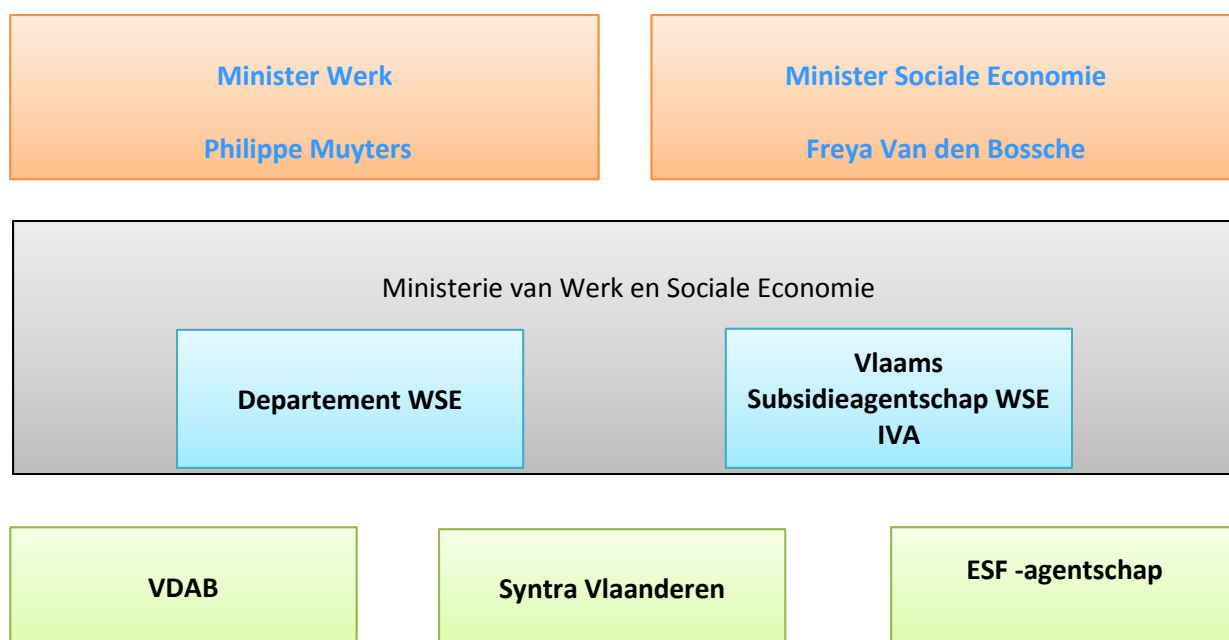 Minister Werk
Philippe Muyters
Minister Sociale Economie
Freya Van den Bossche
Ministerie van Werk en Sociale Economie
Departement WSE
Vlaams
Subsidieagentschap WSE
IVA
VDAB
Syntra Vlaanderen
ESF -agentschap